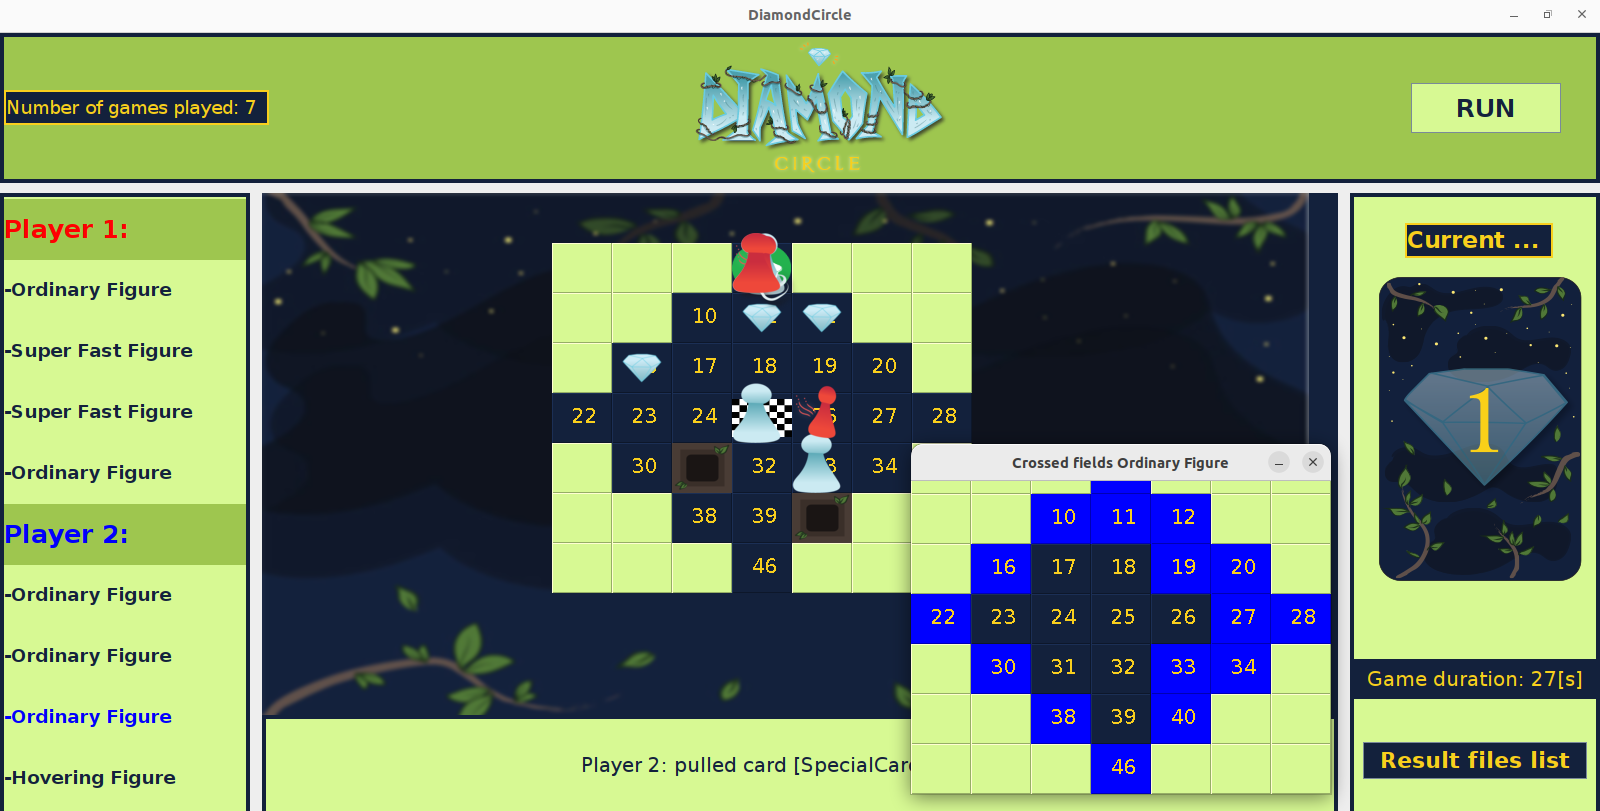 DiamondCircle
Number of games played: 7
DIAMOND
CIRCLE
RUN
Player 1:
-Ordinary Figure
-Super Fast Figure
-Super Fast Figure
-Ordinary Figure
Player 2:
-Ordinary Figure
-Ordinary Figure
-Ordinary Figure
-Hovering Figure
10
17 18 19 20
22 23 24 27 28
30 32 34
38 39
46
Player 2: pulled card [SpecialCar
Crossed fields Ordinary Figure
10 11 12
16 17 18 19 20
22 23 24 25 26 27 28
30 31 32 33 34
38 39 40
46
Current ...
1
Game duration: 27[s]
Result files list